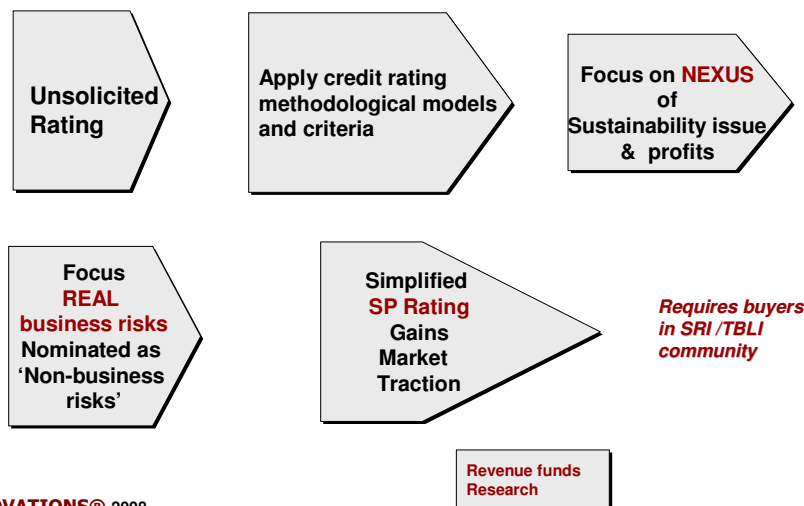 Unsolicited
Rating
Apply credit rating
methodological models
and criteria
Focus on NEXUS
of
Sustainability issue
& profits
Focus
REAL
business risks
Nominated as
‘Non-business
risks’
Simplified
SP Rating
Gains
Market
Traction
Requires buyers
in SRI /TBLI
community
Revenue funds
Research